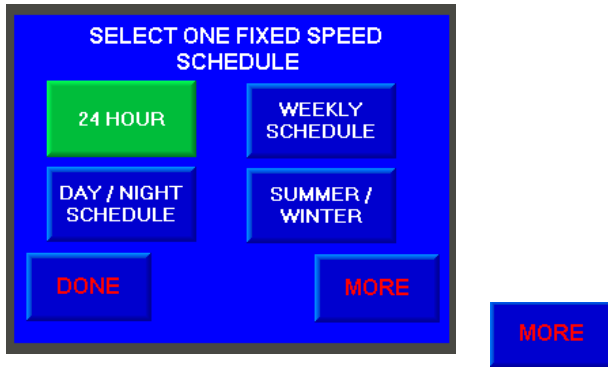 SELECT ONE FIXED SPEED
SCHEDULE
24 HOUR
WEEKLY
SCHEDULE
DAY / NIGHT
SCHEDULE
SUMMER /
WINTER
DONE
MORE
MORE